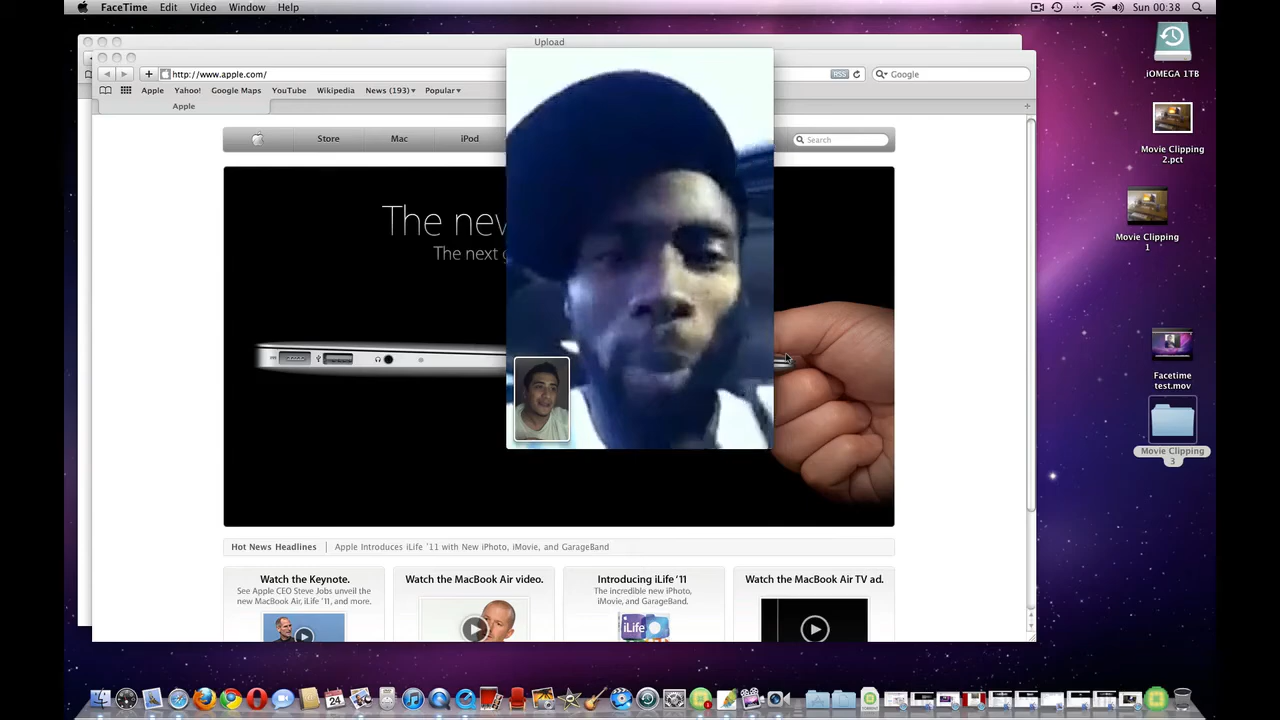 FaceTime Edit Video Window Help Sun 00:38
Upload
http://www.apple.com/ RSS Google
Apple Yahoo! Google Maps YouTube Wikipedia News (193) Popular
Apple
Store Mac iPod Search
The new
The next
Hot News Headlines Apple Introduces iLife '11 with New iPhoto, iMovie, and GarageBand
Watch the Keynote.
See Apple CEO Steve Jobs unveil the
new MacBook Air, iLife '11, and more.
Watch the MacBook Air video.
Introducing iLife '11
The incredible new iPhoto,
iMovie, and GarageBand,
iLife
Watch the MacBook Air TV ad.
iOMEGA 1TB
Movie Clipping
2.pct
Movie Clipping
1
Facetime
test.mov
Movie Clipping
3